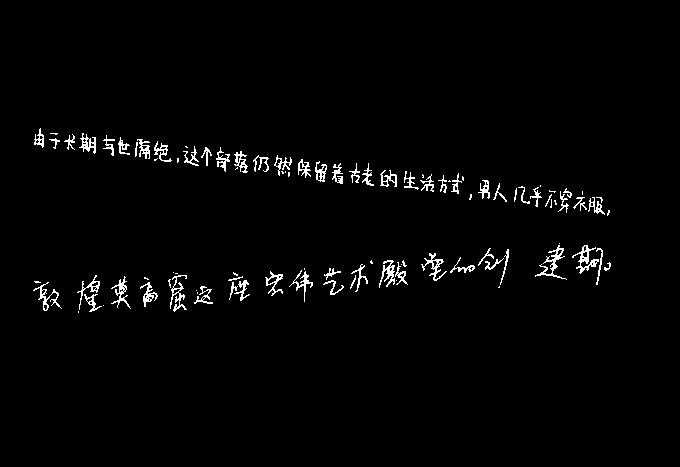 由于长期与世隔绝，这个部落仍然保留着古老的生活方式，男人几乎不穿衣服，
敦煌莫高窟这座宏伟艺术殿堂的创建期。